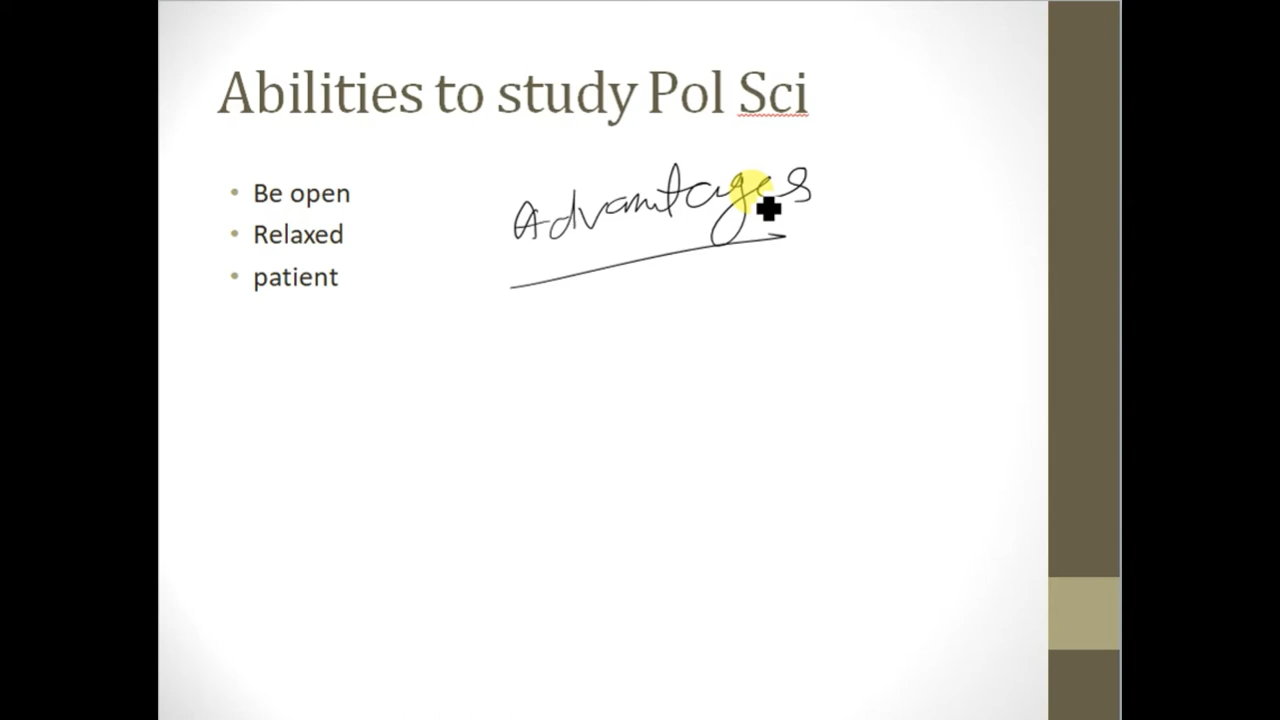 Abilities to study Pol Sci
Be open
Relaxed
patient
Advantages